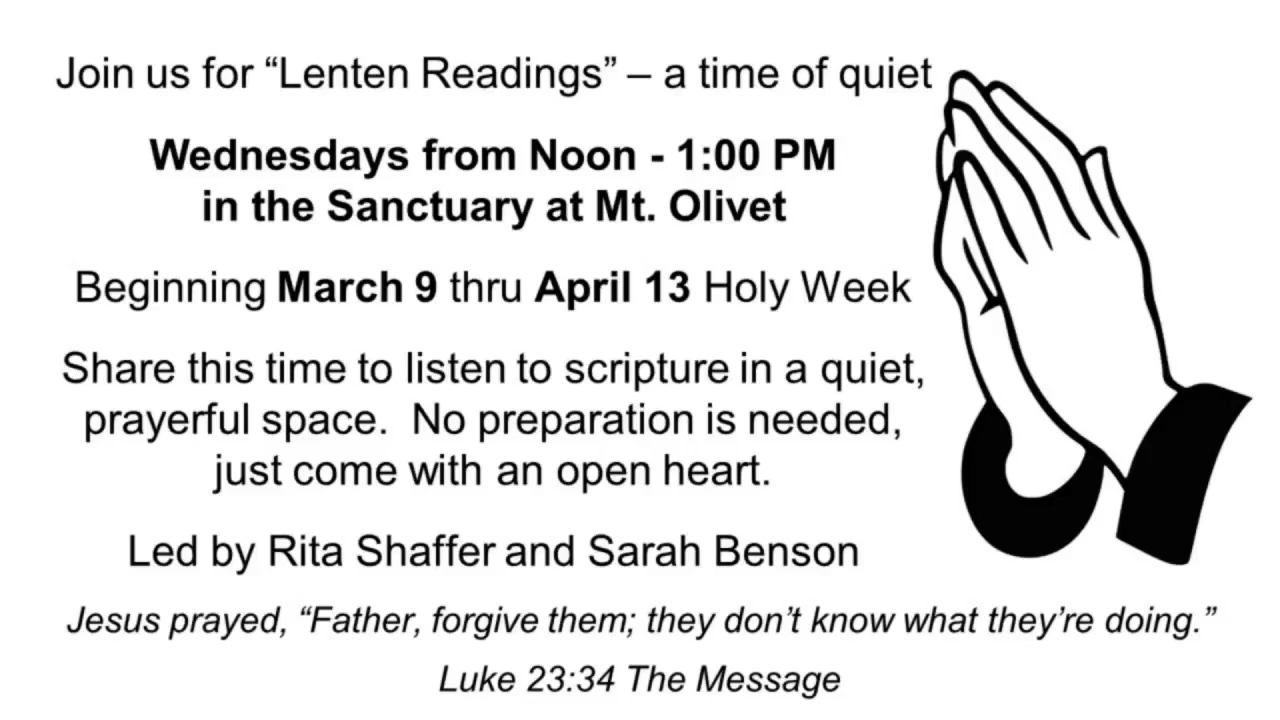 Join us for “Lenten Readings” – a time of quiet
Wednesdays from Noon - 1:00 PM
in the Sanctuary at Mt. Olivet
Beginning March 9 thru April 13 Holy Week
Share this time to listen to scripture in a quiet,
prayerful space.  No preparation is needed,
just come with an open heart.
Led by Rita Shaffer and Sarah Benson
Jesus prayed, “Father, forgive them; they don’t know what they’re doing.”
Luke 23:34 The Message